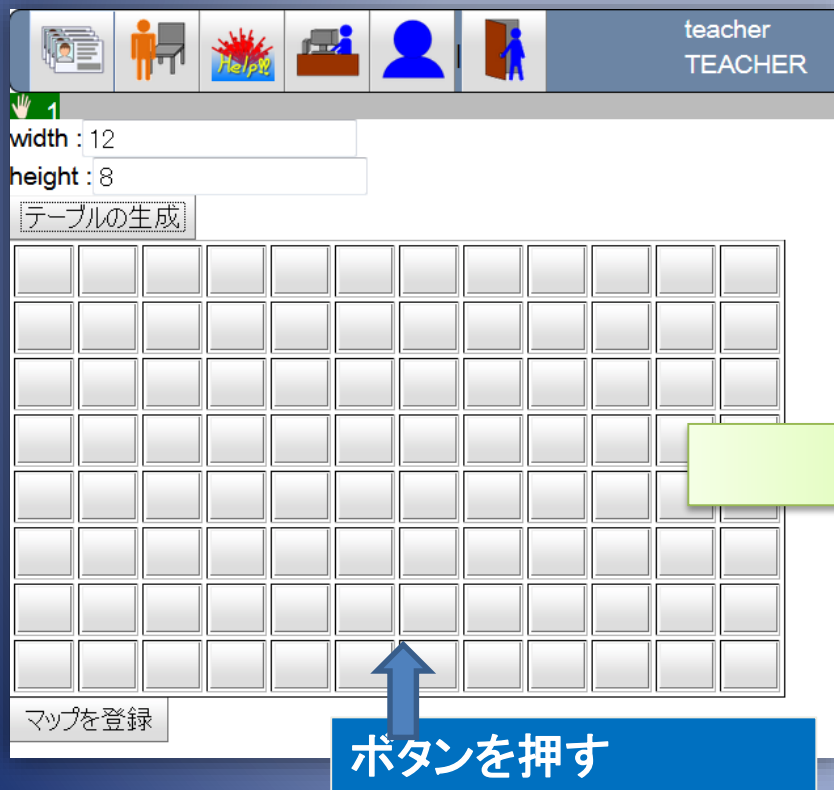 Help!!
teacher
TEACHER
1
width : 12
height : 8
テーブルの生成
マップを登録
ボタンを押す